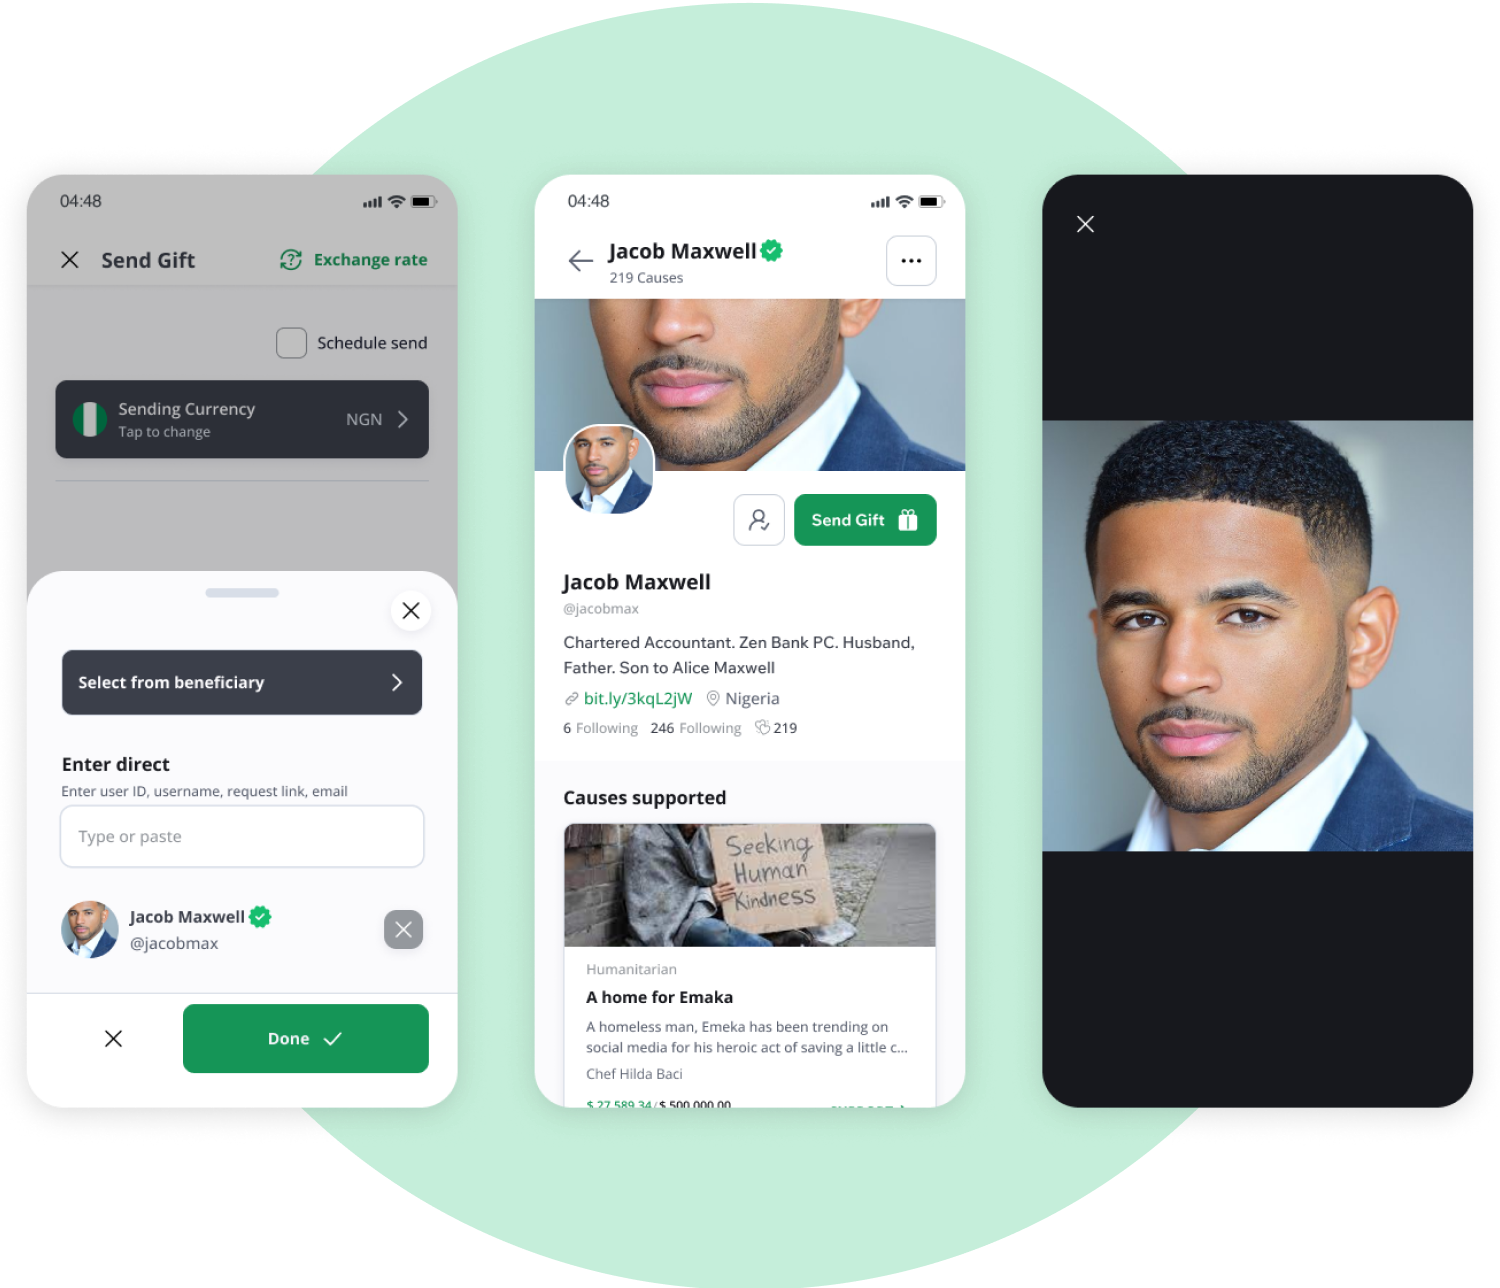 04:48
Send Gift
Exchange rate
Schedule send
Sending Currency
Tap to change
NGN
Select from beneficiary
Enter direct
Enter user ID, username, request link, email
Type or paste
Jacob Maxwell
@jacobmax
Done
04:48
Jacob Maxwell
219 Causes
Send Gift
Jacob Maxwell
@jacobmax
Chartered Accountant. Zen Bank PC. Husband,
Father. Son to Alice Maxwell
bit.ly/3kqL2jW Nigeria
6 Following 246 Following 219
Causes supported
Seeking
Human
Kindness
Humanitarian
A home for Emaka
A homeless man, Emeka has been trending on
social media for his heroic act of saving a little c...
Chef Hilda Baci
$ 27,589.34/$ 500,000.00